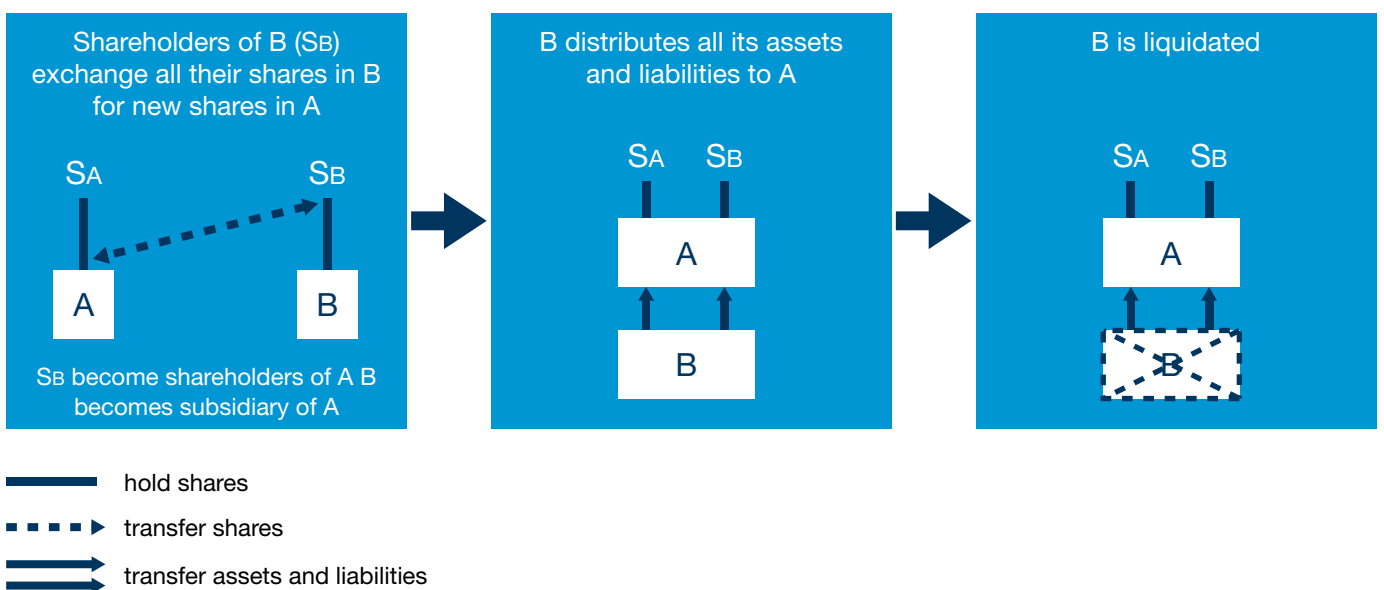 Shareholders of B (SB)
exchange all their shares in B
for new shares in A
SA
SB
A
B
SB become shareholders of A B
becomes subsidiary of A
B distributes all its assets
and liabilities to A
SA SB
A
B
B is liquidated
SA SB
A
B
hold shares
transfer shares
transfer assets and liabilities